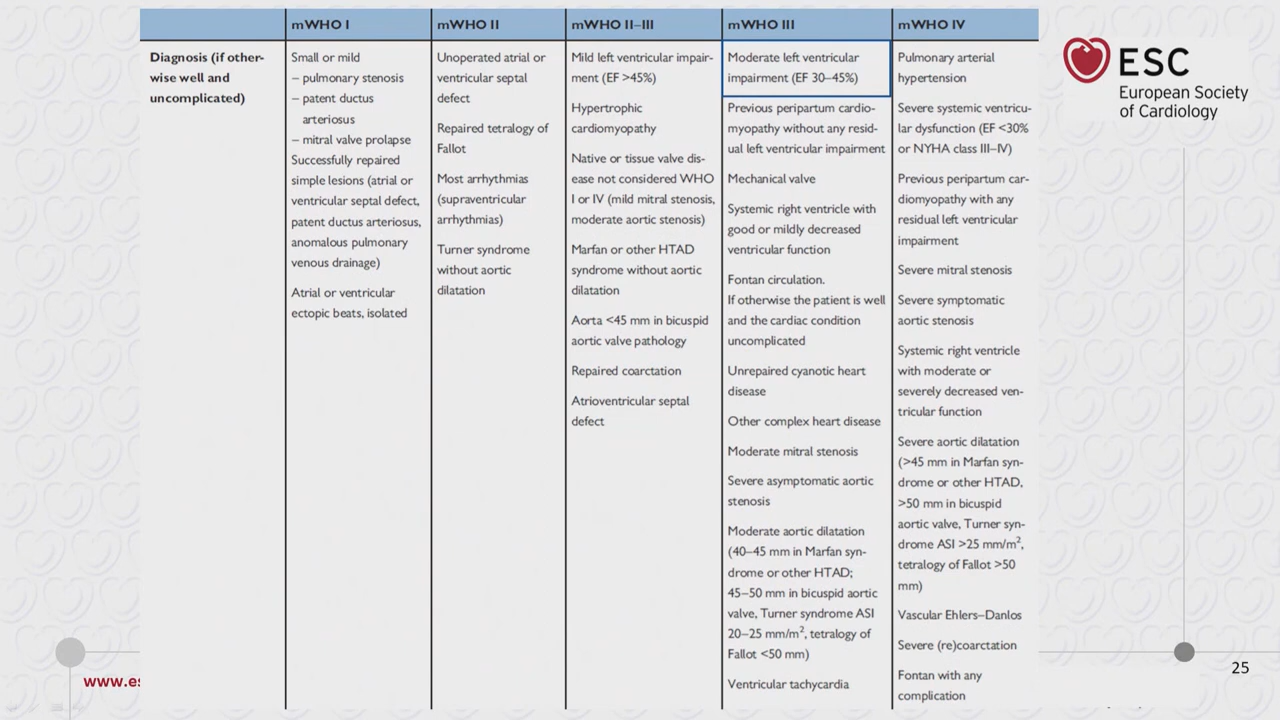 mWHO I
mWHO II
mWHO II–III
mWHO III
mWHO IV
Diagnosis (if other-
wise well and
uncomplicated)
Small or mild
– pulmonary stenosis
– patent ductus
arteriosus
– mitral valve prolapse
Successfully repaired
simple lesions (atrial or
ventricular septal defect,
patent ductus arteriosus,
anomalous pulmonary
venous drainage)
Atrial or ventricular
ectopic beats, isolated
Unoperated atrial or
ventricular septal
defect
Repaired tetralogy of
Fallot
Most arrhythmias
(supraventricular
arrhythmias)
Turner syndrome
without aortic
dilatation
Mild left ventricular impair-
ment (EF >45%)
Hypertrophic
cardiomyopathy
Native or tissue valve dis-
ease not considered WHO
I or IV (mild mitral stenosis,
moderate aortic stenosis)
Marfan or other HTAD
syndrome without aortic
dilatation
Aorta <45 mm in bicuspid
aortic valve pathology
Repaired coarctation
Atrioventricular septal
defect
Moderate left ventricular
impairment (EF 30–45%)
Previous peripartum cardio-
myopathy without any resid-
ual left ventricular impairment
Mechanical valve
Systemic right ventricle with
good or mildly decreased
ventricular function
Fontan circulation.
If otherwise the patient is well
and the cardiac condition
uncomplicated
Unrepaired cyanotic heart
disease
Other complex heart disease
Moderate mitral stenosis
Severe asymptomatic aortic
stenosis
Moderate aortic dilatation
(40–45 mm in Marfan syn-
drome or other HTAD;
45–50 mm in bicuspid aortic
valve, Turner syndrome ASI
20–25 mm/m², tetralogy of
Fallot <50 mm)
Ventricular tachycardia
Pulmonary arterial
hypertension
Severe systemic ventricu-
lar dysfunction (EF <30%
or NYHA class III–IV)
Previous peripartum car-
diomyopathy with any
residual left ventricular
impairment
Severe mitral stenosis
Severe symptomatic
aortic stenosis
Systemic right ventricle
with moderate or
severely decreased ven-
tricular function
Severe aortic dilatation
(>45 mm in Marfan syn-
drome or other HTAD,
>50 mm in bicuspid
aortic valve, Turner syn-
drome ASI >25 mm/m²,
tetralogy of Fallot >50
mm)
Vascular Ehlers–Danlos
Severe (re)coarctation
Fontan with any
complication
ESC
European Society
of Cardiology
25
www.es